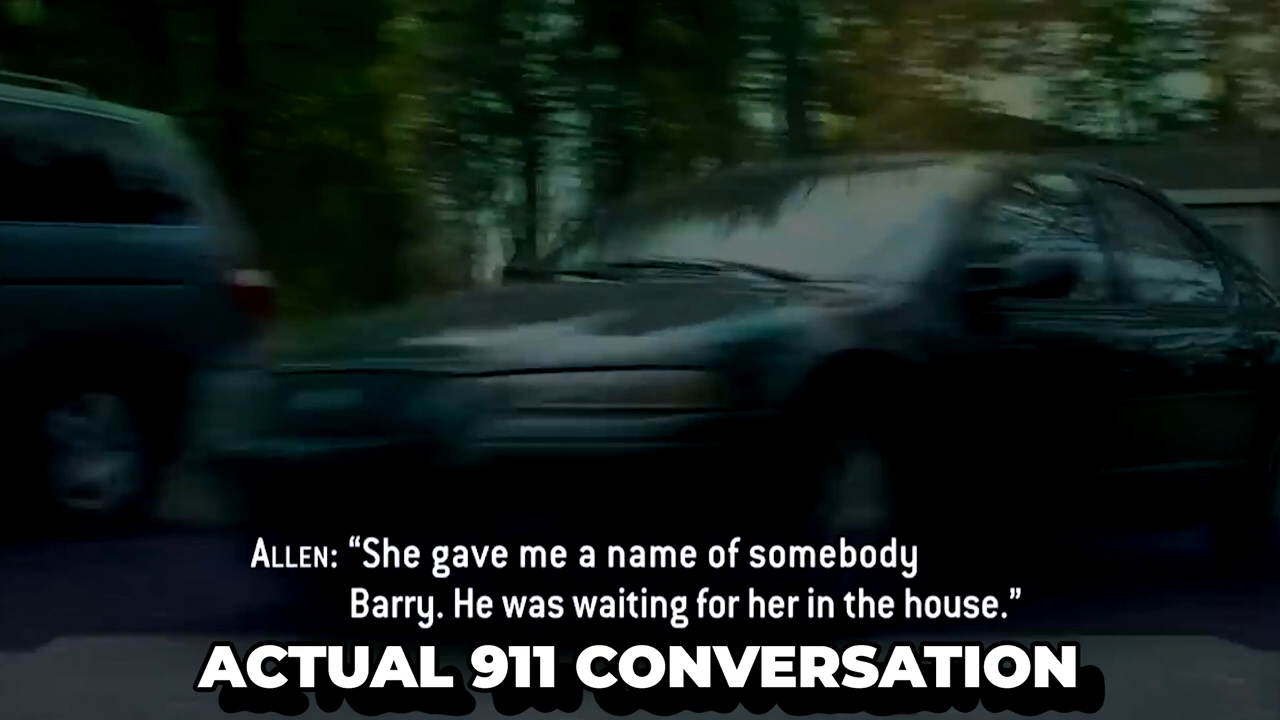 ALLEN: “She gave me a name of somebody
Barry. He was waiting for her in the house.”
ACTUAL 911 CONVERSATION